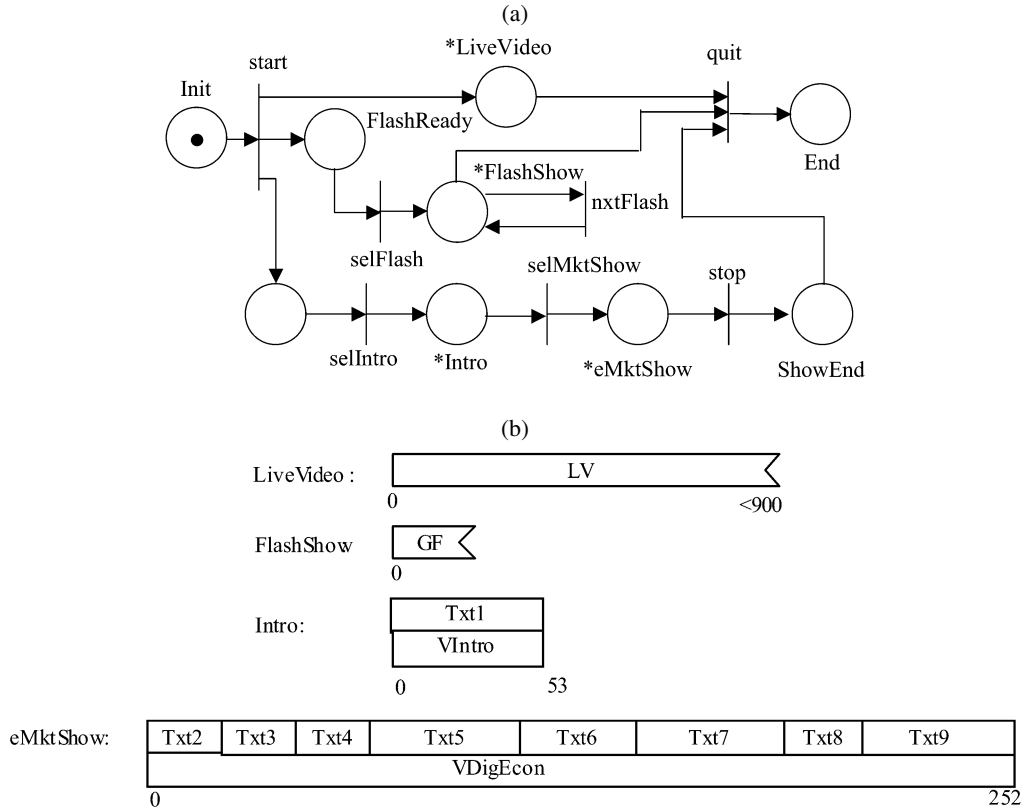 (a)
*LiveVideo
quit
start
Init
FlashReady
*FlashShow
End
nxtFlash
selFlash
selMktShow
stop
selIntro
*Intro
*eMktShow
ShowEnd
(b)
LiveVideo :
LV
0
<900
FlashShow
GF
0
Intro:
Txt1
VIntro
0
53
eMktShow:
Txt2
Txt3
Txt4
Txt5
Txt6
Txt7
Txt8
Txt9
VDigEcon
0
252